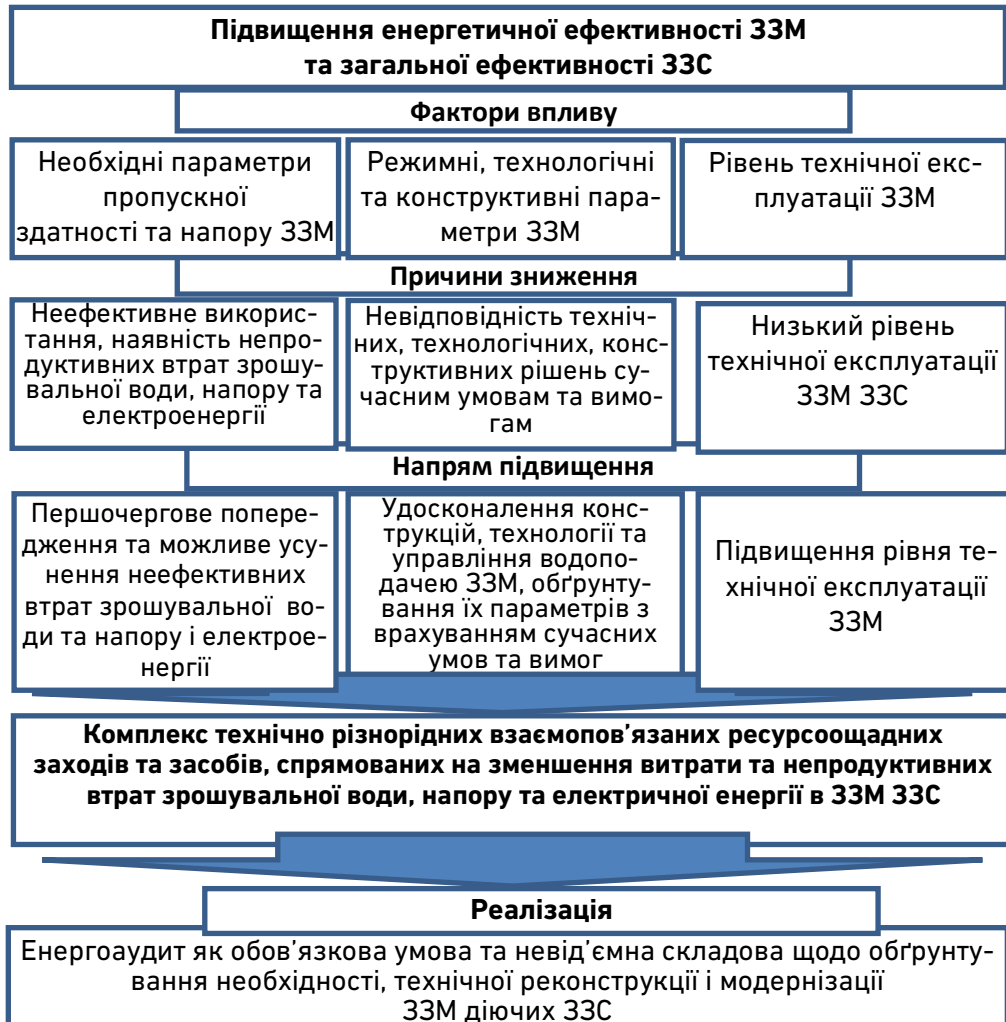 Підвищення енергетичної ефективності ЗЗМ
та загальної ефективності ЗЗС
Фактори впливу
Необхідні параметри
пропускної
здатності та напору ЗЗМ
Режимні, технологічні
та конструктивні пара-
метри ЗЗМ
Рівень технічної екс-
плуатації ЗЗМ
Причини зниження
Неефективне викорис-
тання, наявність непро-
дуктивних втрат зрошу-
вальної води, напору та
електроенергії
Невідповідність техніч-
них, технологічних, кон-
структивних рішень су-
часним умовам та вимо-
гам
Низький рівень
технічної експлуатації
ЗЗМ ЗЗС
Напрям підвищення
Першочергове попере-
дження та можливе усу-
нення неефективних
втрат зрошувальної во-
ди та напору і електрое-
нергії
Удосконалення конс-
трукцій, технології та
управління водопо-
дачею ЗЗМ, обґрунту-
вання їх параметрів з
врахуванням сучасних
умов та вимог
Підвищення рівня те-
хнічної експлуатації
ЗЗМ
Комплекс технічно різнорідних взаємопов’язаних ресурсоощадних
заходів та засобів, спрямованих на зменшення витрати та непродуктивних
втрат зрошувальної води, напору та електричної енергії в ЗЗМ ЗЗС
Реалізація
Енергоаудит як обов’язкова умова та невід’ємна складова щодо обґрунту-
вання необхідності, технічної реконструкції і модернізації
ЗЗМ діючих ЗЗС